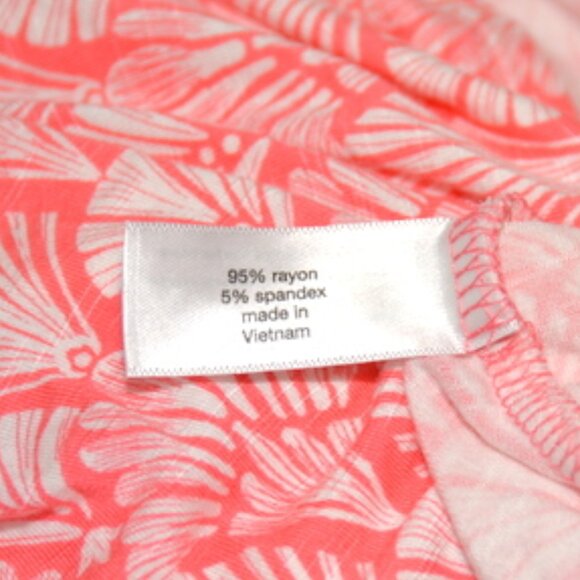 95% rayon
5% spandex
made in
Vietnam